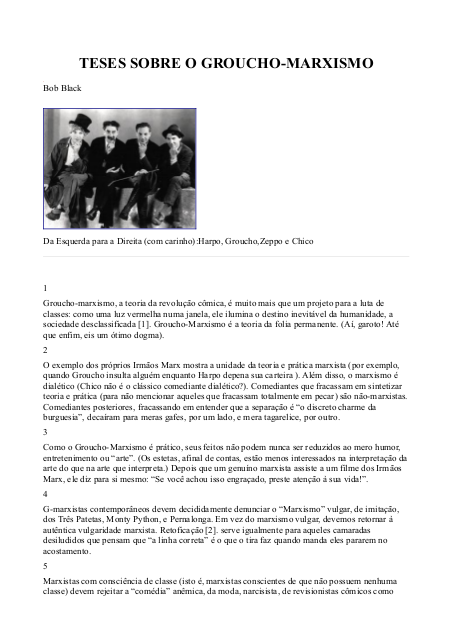 TESES SOBRE O GROUCHO-MARXISMO
Bob Black
Da Esquerda para a Direita (com carinho):Harpo, Groucho,Zeppo e Chico
1
Groucho-marxismo, a teoria da revolução cômica, é muito mais que um projeto para a luta de
classes: como uma luz vermelha numa janela, ele ilumina o destino inevitável da humanidade, a
sociedade desclassificada [1]. Groucho-Marxismo é a teoria da folia permanente. (Aí, garoto! Até
que enfim, eis um ótimo dogma).
2
O exemplo dos próprios Irmãos Marx mostra a unidade da teoria e prática marxista (por exemplo,
quando Groucho insulta alguém enquanto Harpo depena sua carteira ). Além disso, o marxismo é
dialético (Chico não é o clássico comediante dialético?). Comediantes que fracassam em sintetizar
teoria e prática (para não mencionar aqueles que fracassam totalmente em pecar) são não-marxistas.
Comediantes posteriores, fracassando em entender que a separação é “o discreto charme da
burguesia”, decaíram para meras gafes, por um lado, e mera tagarelice, por outro.
3
Como o Groucho-Marxismo é prático, seus feitos não podem nunca ser reduzidos ao mero humor,
entretenimento ou “arte”. (Os estetas, afinal de contas, estão menos interessados na interpretação da
arte do que na arte que interpreta.) Depois que um genuíno marxista assiste a um filme dos Irmãos
Marx, ele diz para si mesmo: “Se você achou isso engraçado, preste atenção á sua vida!”.
4
G-marxistas contemporâneos devem decididamente denunciar o “Marxismo” vulgar, de imitação,
dos Três Patetas, Monty Python, e Pernalonga. Em vez do marxismo vulgar, devemos retornar á
autêntica vulgaridade marxista. Retoficação[2]. serve igualmente para aqueles camaradas
desiludidos que pensam que “a linha correta” é o que o tira faz quando manda eles pararem no
acostamento.
5
Marxistas com consciência de classe (isto é, marxistas conscientes de que não possuem nenhuma
classe) devem rejeitar a “comédia” anêmica, da moda, narcisista, de revisionistas cômicos como